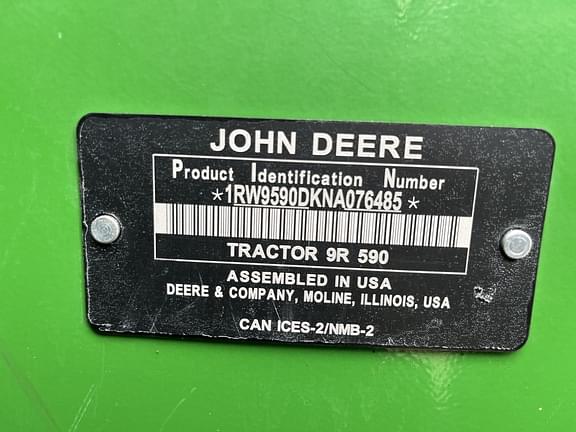 JOHN DEERE
Product Identification Number
*1RW9590DKNA076485*
TRACTOR 9R 590
ASSEMBLED IN USA
DEERE & COMPANY, MOLINE, ILLINOIS, USA
CAN ICES-2/NMB-2